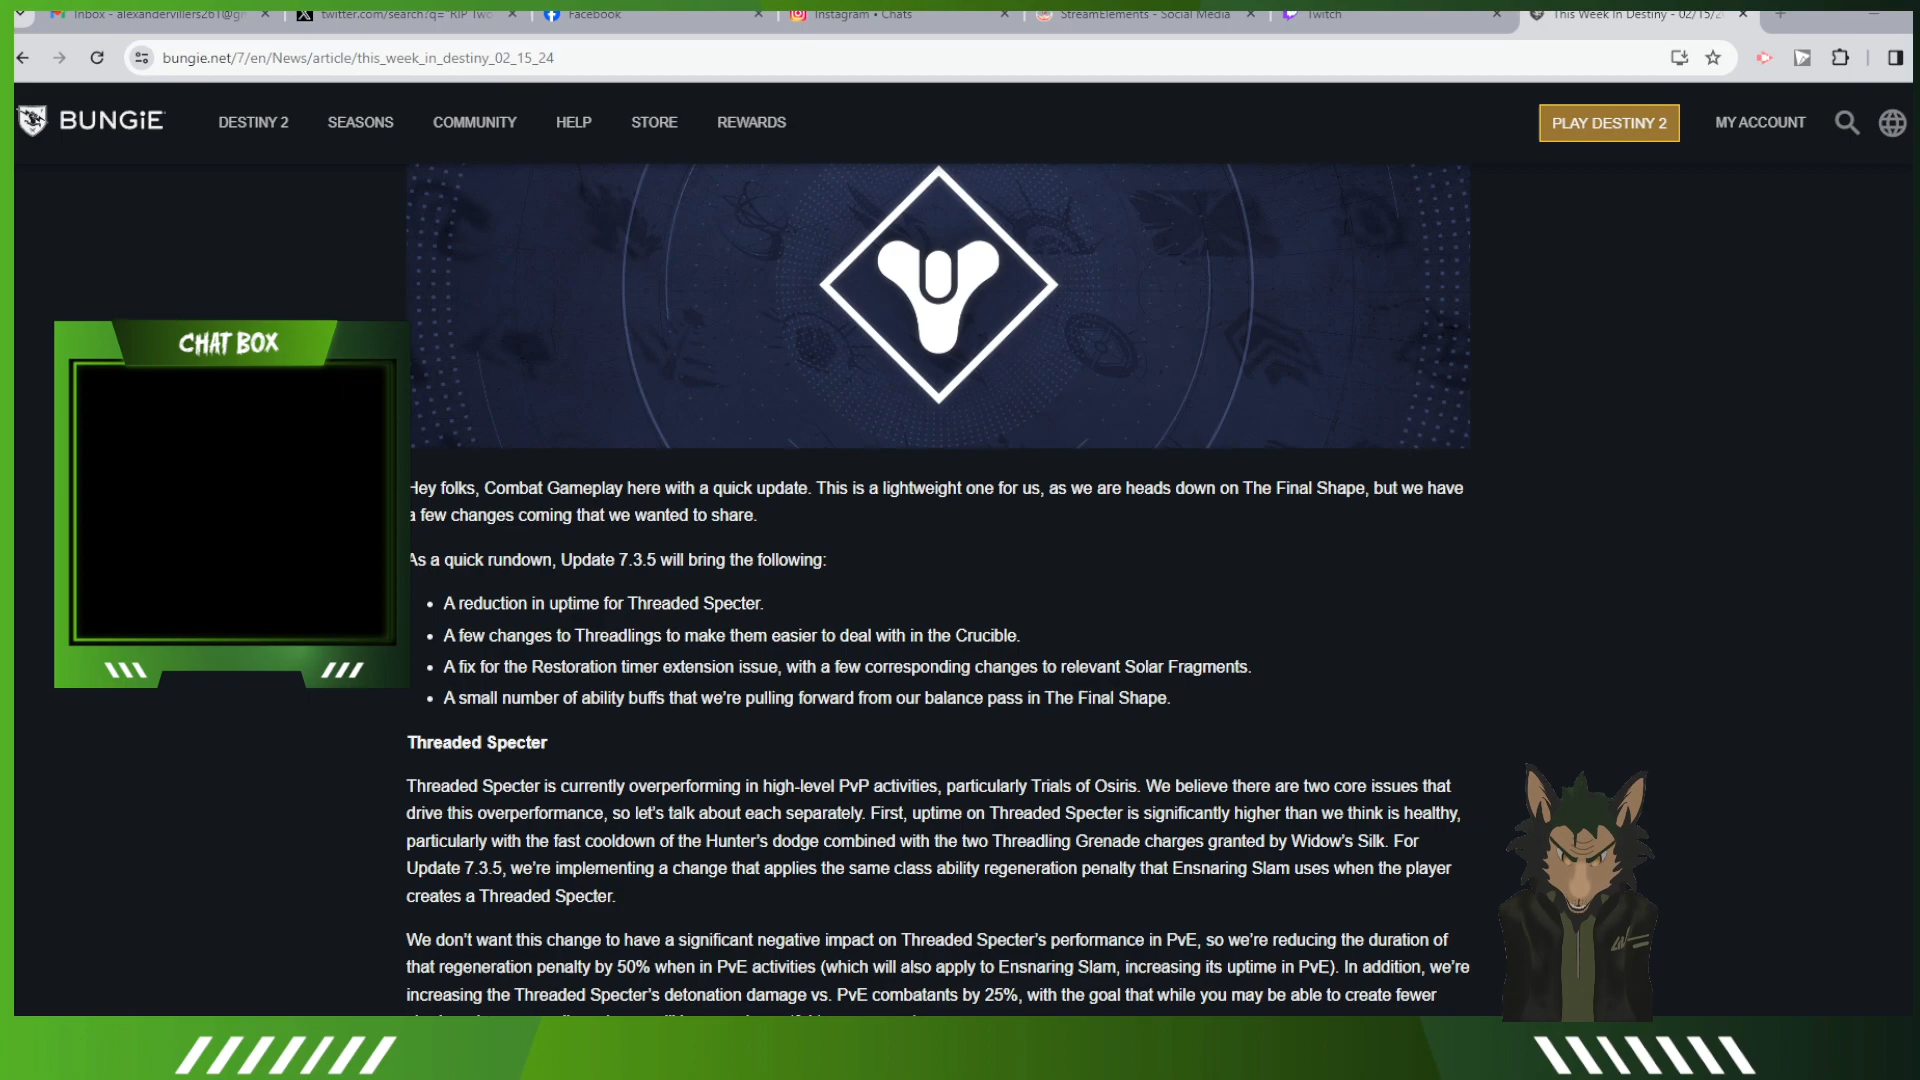 Inbox - alexandervillers261@gm
twitter.com/search?q="RIP Two
Facebook
Instagram • Chats
StreamElements - Social Media
Twitch
This Week In Destiny - 02/15/2
bungie.net/7/en/News/article/this_week_in_destiny_02_15_24
BUNGiE
DESTINY 2
SEASONS
COMMUNITY
HELP
STORE
REWARDS
PLAY DESTINY 2
MY ACCOUNT
CHAT BOX
Hey folks, Combat Gameplay here with a quick update. This is a lightweight one for us, as we are heads down on The Final Shape, but we have
a few changes coming that we wanted to share.
As a quick rundown, Update 7.3.5 will bring the following:
• A reduction in uptime for Threaded Specter.
• A few changes to Threadlings to make them easier to deal with in the Crucible.
• A fix for the Restoration timer extension issue, with a few corresponding changes to relevant Solar Fragments.
• A small number of ability buffs that we're pulling forward from our balance pass in The Final Shape.
Threaded Specter
Threaded Specter is currently overperforming in high-level PvP activities, particularly Trials of Osiris. We believe there are two core issues that
drive this overperformance, so let's talk about each separately. First, uptime on Threaded Specter is significantly higher than we think is healthy,
particularly with the fast cooldown of the Hunter's dodge combined with the two Threadling Grenade charges granted by Widow's Silk. For
Update 7.3.5, we're implementing a change that applies the same class ability regeneration penalty that Ensnaring Slam uses when the player
creates a Threaded Specter.
We don't want this change to have a significant negative impact on Threaded Specter's performance in PvE, so we're reducing the duration of
that regeneration penalty by 50% when in PvE activities (which will also apply to Ensnaring Slam, increasing its uptime in PvE). In addition, we're
increasing the Threaded Specter's detonation damage vs. PvE combatants by 25%, with the goal that while you may be able to create fewer